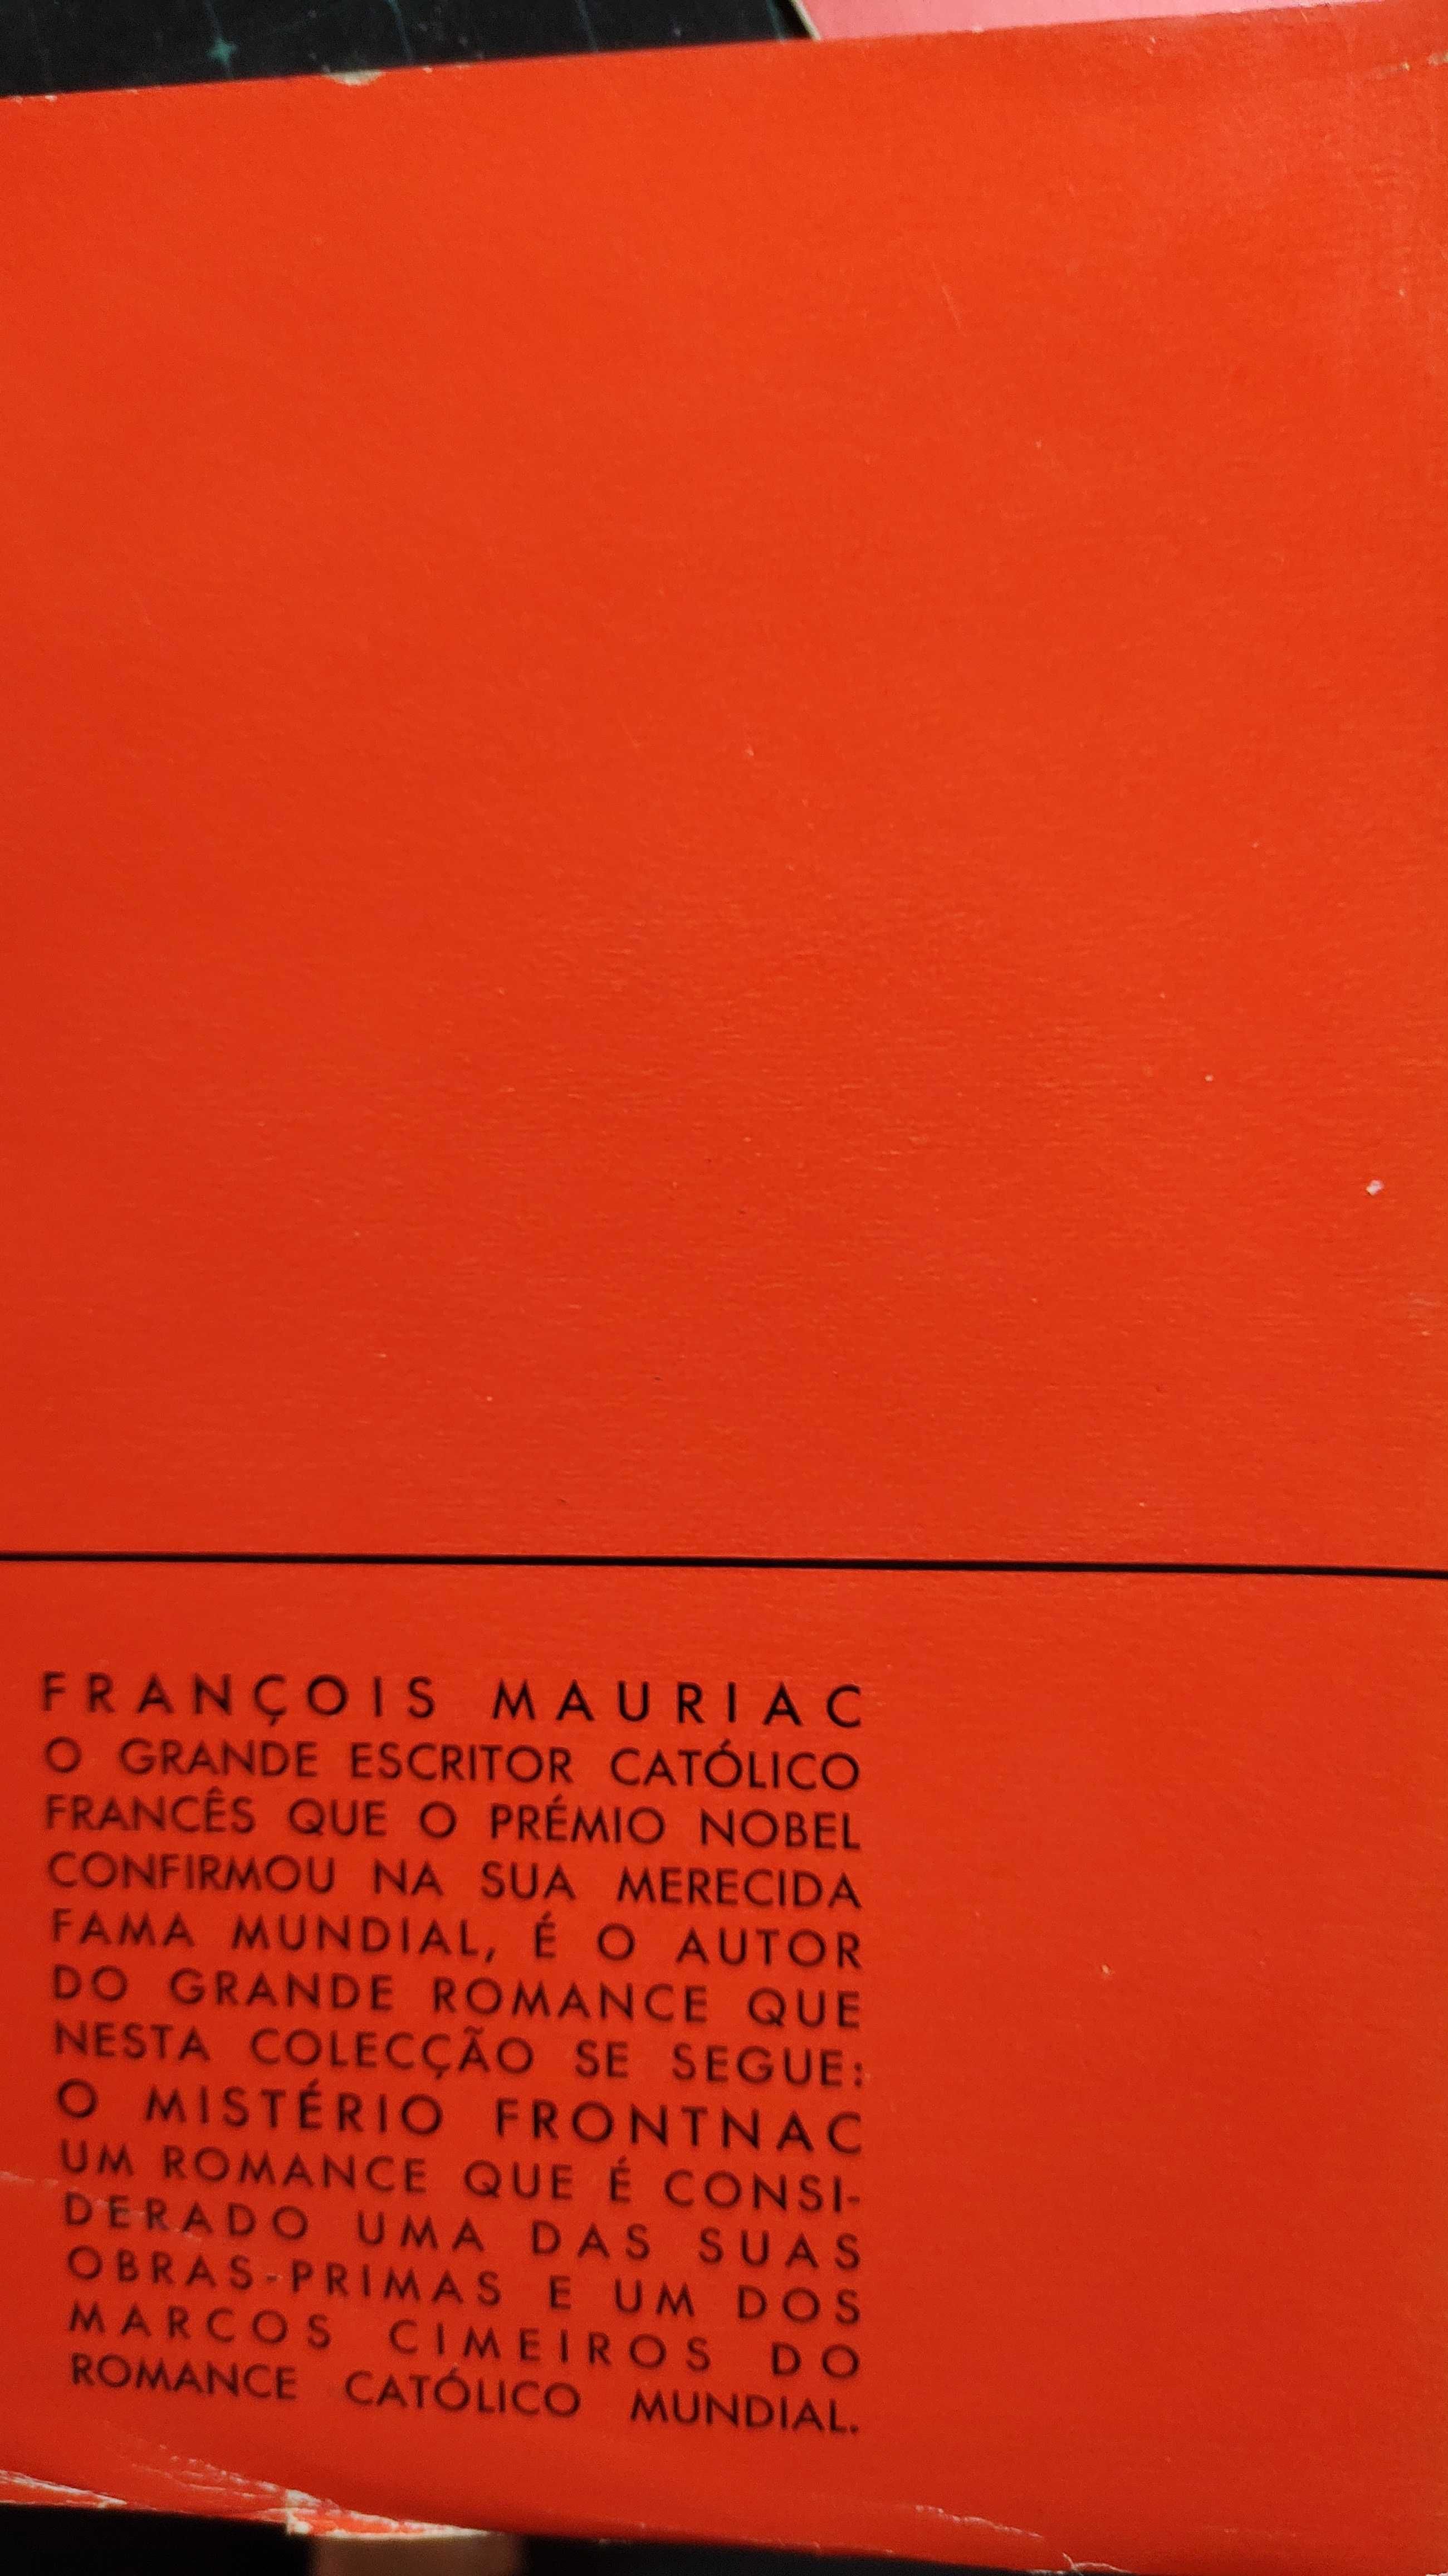 FRANÇOIS MAURIAC
O GRANDE ESCRITOR CATÓLICO
FRANCÊS QUE O PRÉMIO NOBEL
CONFIRMOU NA SUA MERECIDA
FAMA MUNDIAL, É O AUTOR
DO GRANDE ROMANCE QUE
NESTA COLECÇÃO SE SEGUE:
O MISTÉRIO FRONTNAC
UM ROMANCE QUE É CONSI-
DERADO UMA DAS SUAS
OBRAS-PRIMAS E UM DOS
MARCOS CIMEIROS DO
ROMANCE CATÓLICO MUNDIAL.